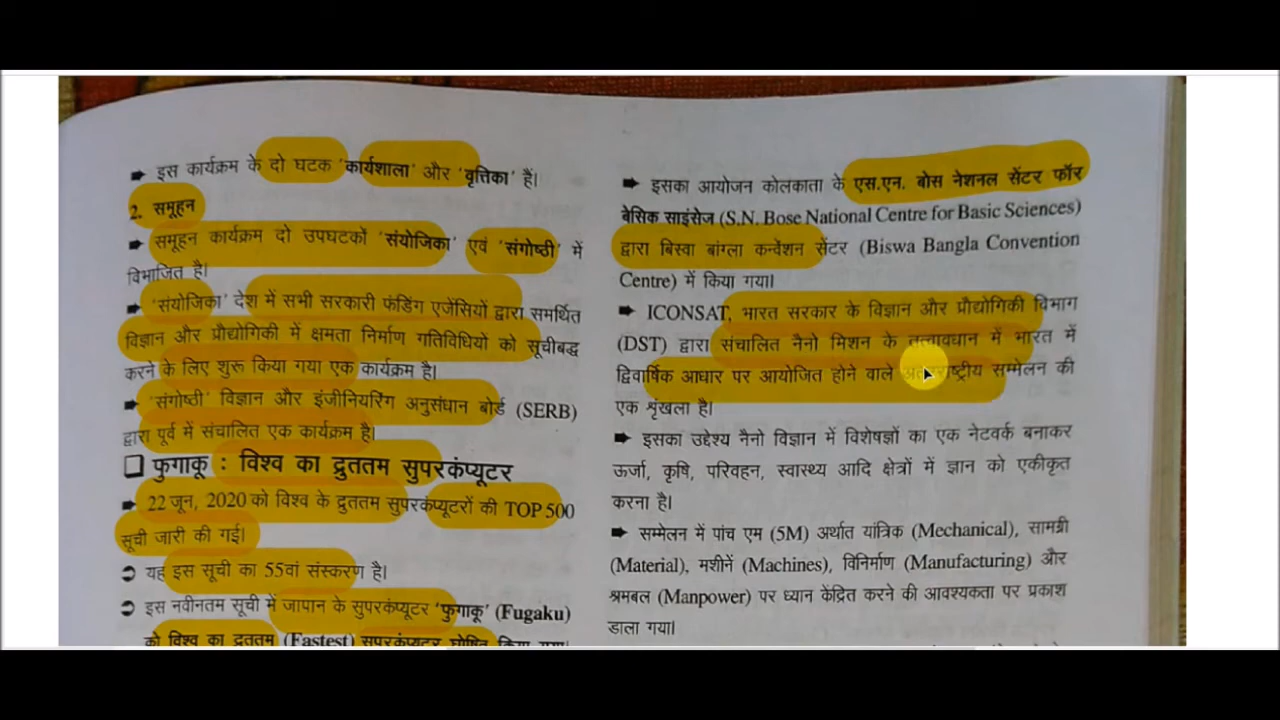 ➨ इस कार्यक्रम के दो घटक 'कार्यशाला' और 'वृत्तिका' हैं।
2. समूहन
➨ समूहन कार्यक्रम दो उपघटकों 'संयोजिका' एवं 'संगोष्ठी' में
विभाजित है।
➨ 'संयोजिका' देश में सभी सरकारी फंडिंग एजेंसियों द्वारा समर्थित
विज्ञान और प्रौद्योगिकी में क्षमता निर्माण गतिविधियों को सूचीबद्ध
करने के लिए शुरू किया गया एक कार्यक्रम है।
➨ 'संगोष्ठी' विज्ञान और इंजीनियरिंग अनुसंधान बोर्ड (SERB)
द्वारा पूर्व में संचालित एक कार्यक्रम है।
❑ फुगाकू : विश्व का द्रुततम सुपरकंप्यूटर
➨ 22 जून, 2020 को विश्व के द्रुततम सुपरकंप्यूटरों की TOP 500
सूची जारी की गई।
➲ यह इस सूची का 55वां संस्करण है।
➲ इस नवीनतम सूची में जापान के सुपरकंप्यूटर 'फुगाकू' (Fugaku)
को विश्व का द्रुततम (Fastest) सुपरकंप्यूटर घोषित किया गया।
➨ इसका आयोजन कोलकाता के एस.एन. बोस नेशनल सेंटर फॉर
बेसिक साइंसेज (S.N. Bose National Centre for Basic Sciences)
द्वारा बिस्वा बांग्ला कन्वेंशन सेंटर (Biswa Bangla Convention
Centre) में किया गया।
➨ ICONSAT, भारत सरकार के विज्ञान और प्रौद्योगिकी विभाग
(DST) द्वारा संचालित नैनो मिशन के तत्वावधान में भारत में
द्विवार्षिक आधार पर आयोजित होने वाले अंतरराष्ट्रीय सम्मेलन की
एक शृंखला है।
➨ इसका उद्देश्य नैनो विज्ञान में विशेषज्ञों का एक नेटवर्क बनाकर
ऊर्जा, कृषि, परिवहन, स्वास्थ्य आदि क्षेत्रों में ज्ञान को एकीकृत
करना है।
➨ सम्मेलन में पांच एम (5M) अर्थात यांत्रिक (Mechanical), सामग्री
(Material), मशीनें (Machines), विनिर्माण (Manufacturing) और
श्रमबल (Manpower) पर ध्यान केंद्रित करने की आवश्यकता पर प्रकाश
डाला गया।